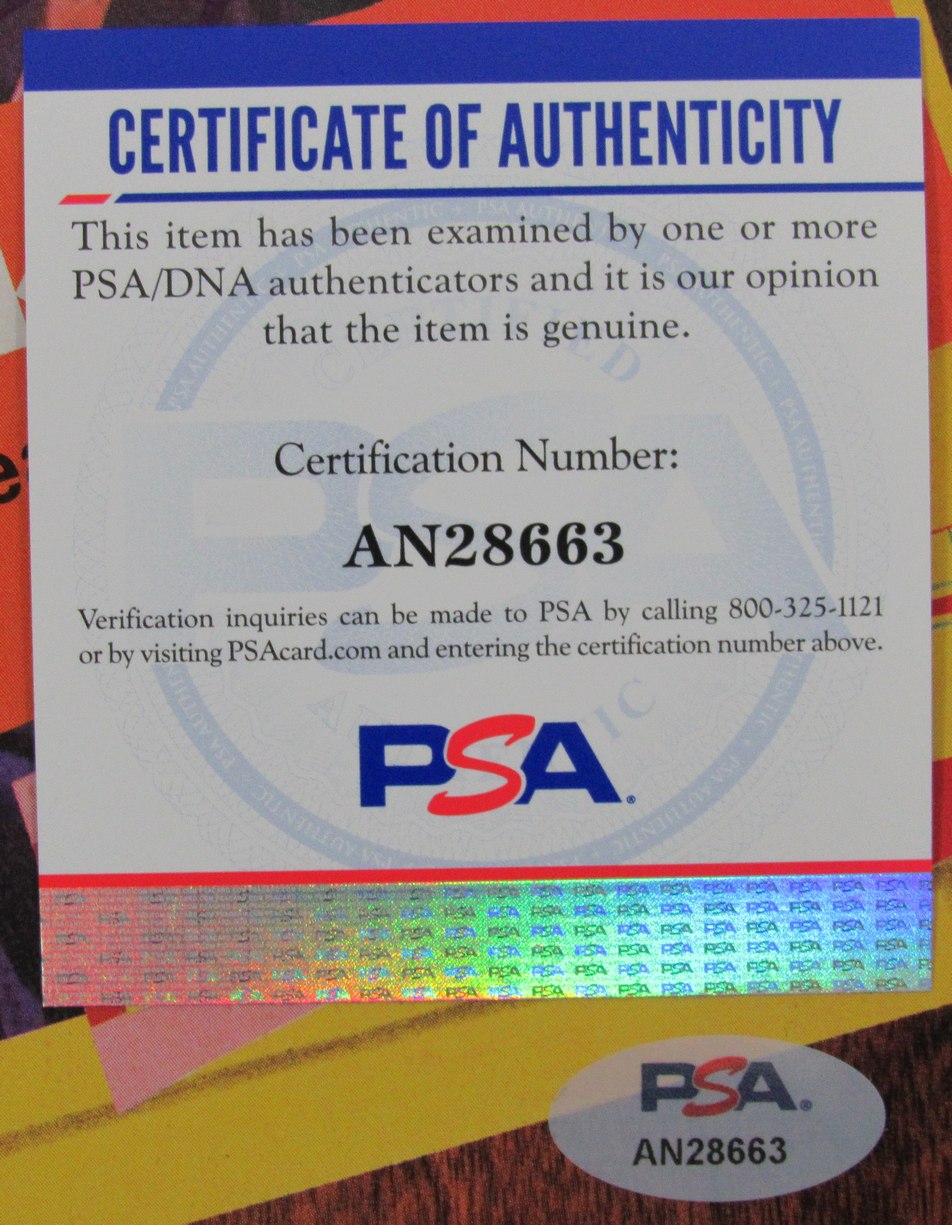 CERTIFICATE OF AUTHENTICITY
This item has been examined by one or more
PSA/DNA authenticators and it is our opinion
that the item is genuine.
Certification Number:
AN28663
Verification inquiries can be made to PSA by calling 800-325-1121
or by visiting PSAcard.com and entering the certification number above.
PSA®
PSA®
AN28663